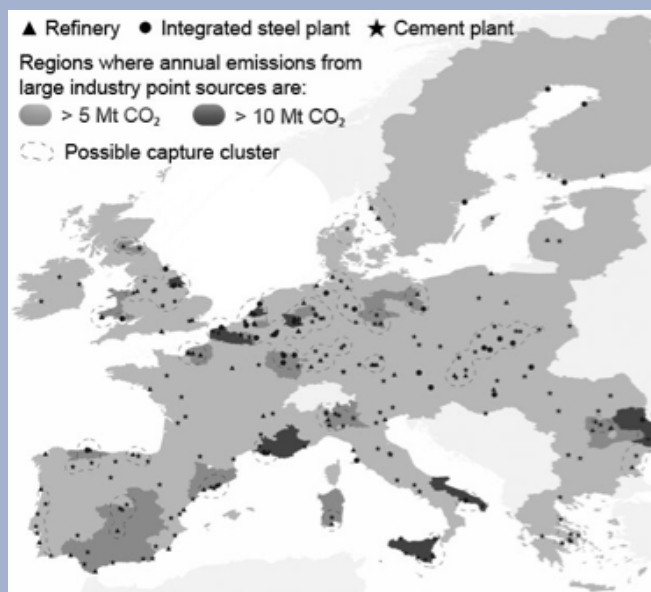 ▲ Refinery ● Integrated steel plant ★ Cement plant
Regions where annual emissions from
large industry point sources are:
> 5 Mt CO₂ > 10 Mt CO₂
Possible capture cluster